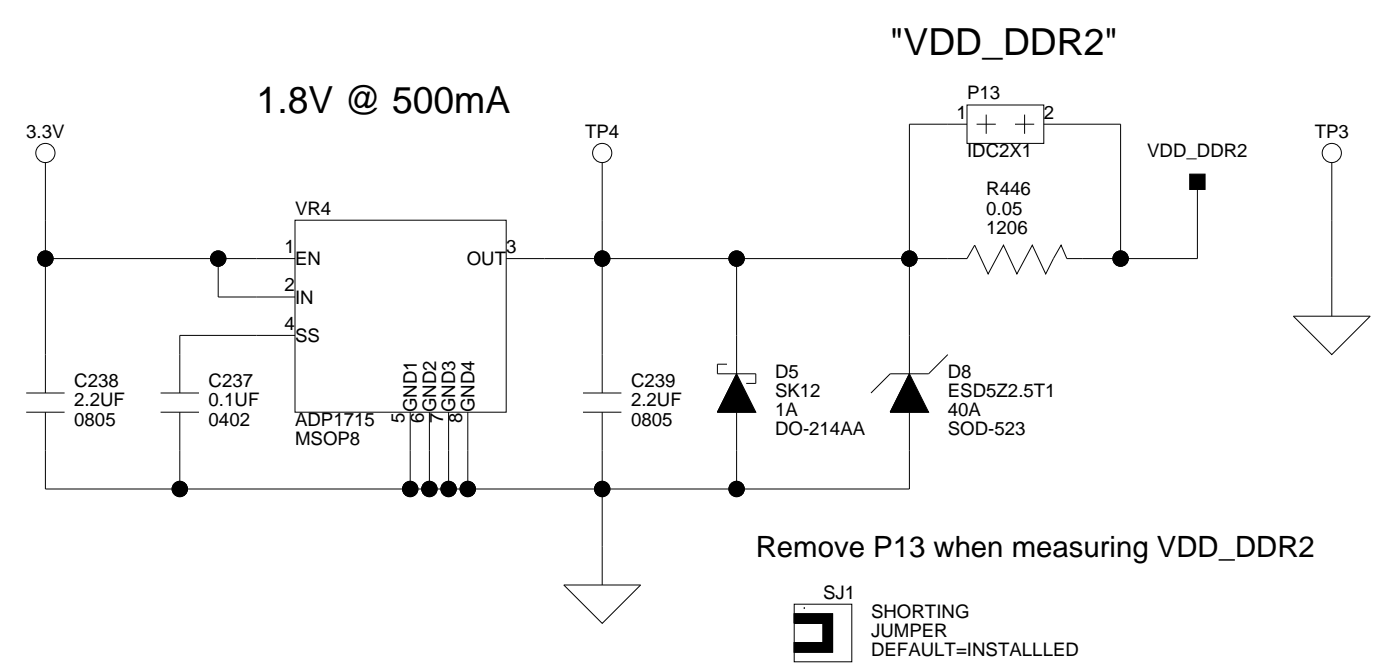 "VDD_DDR2"
1.8V @ 500mA
P13
1
2
IDC2X1
3.3V
TP4
VDD_DDR2
TP3
R446
0.05
1206
VR4
1
EN
2
IN
4
SS
OUT
3
GND1
GND2
GND3
GND4
5
6
7
8
ADP1715
MSOP8
C238
2.2UF
0805
C237
0.1UF
0402
C239
2.2UF
0805
D5
SK12
1A
DO-214AA
D8
ESD5Z2.5T1
40A
SOD-523
Remove P13 when measuring VDD_DDR2
SJ1
SHORTING
JUMPER
DEFAULT=INSTALLLED